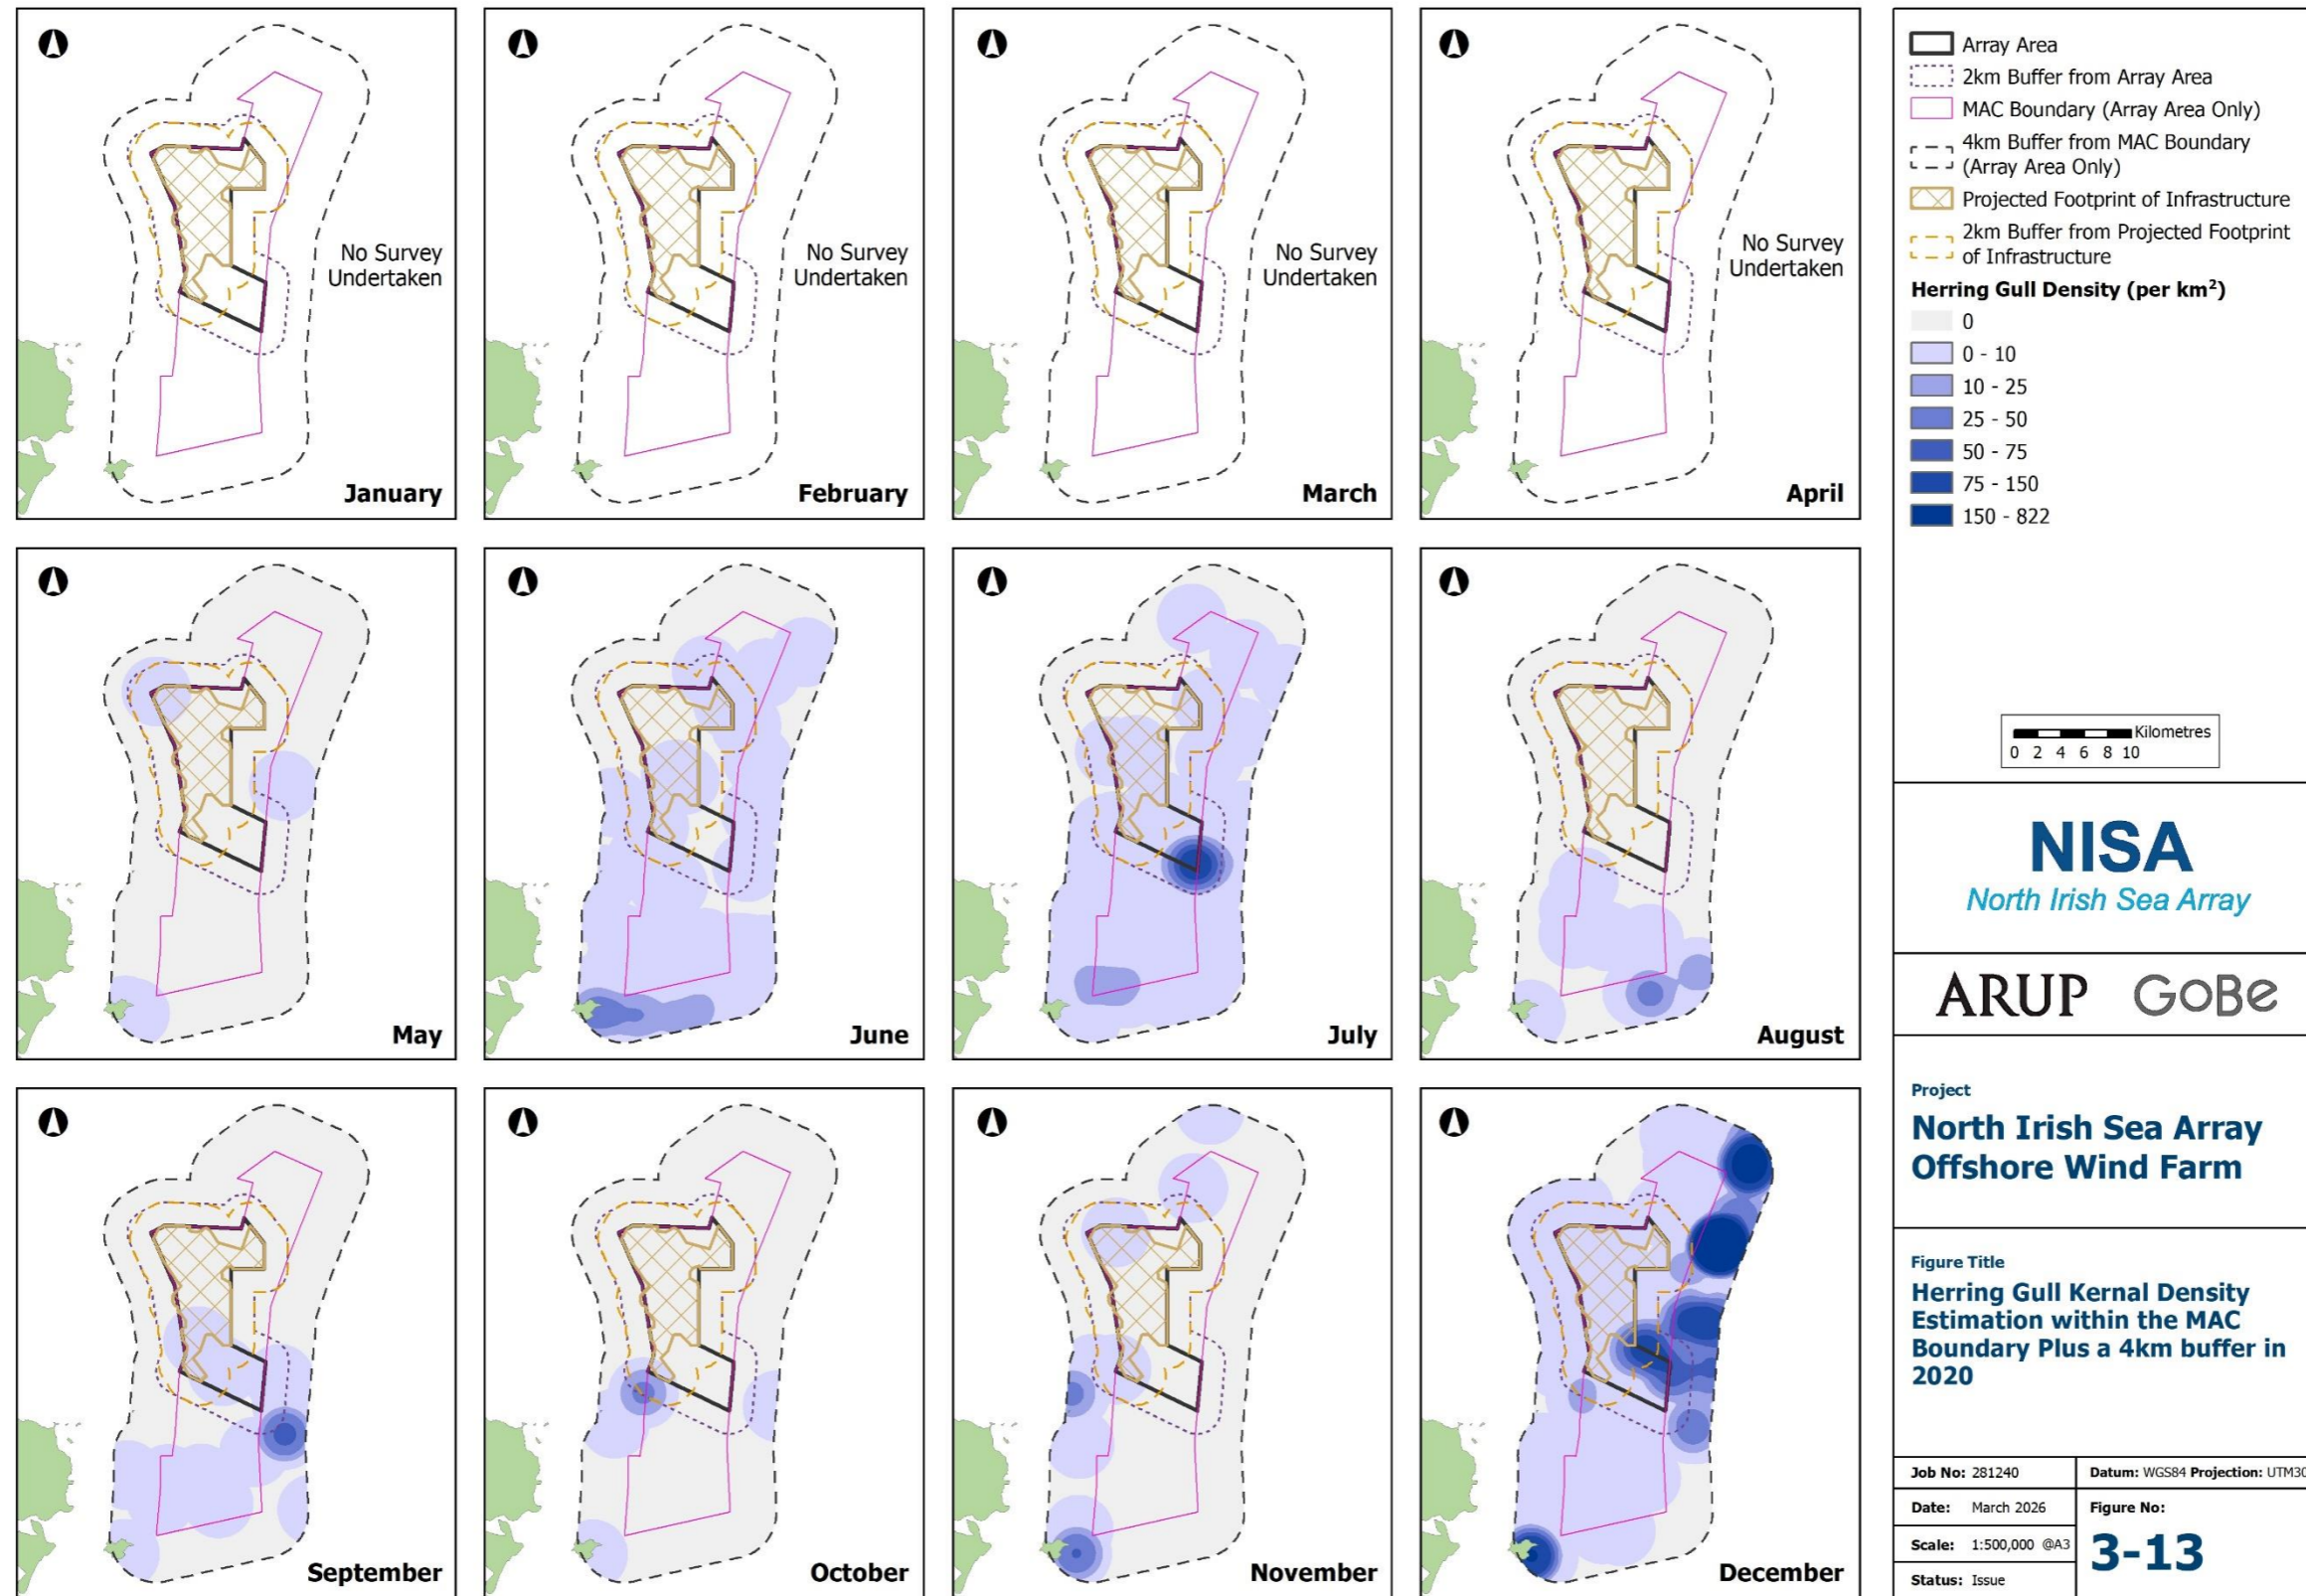 No Survey
Undertaken
January
No Survey
Undertaken
February
No Survey
Undertaken
March
No Survey
Undertaken
April
May
June
July
August
September
October
November
December
Array Area
2km Buffer from Array Area
MAC Boundary (Array Area Only)
4km Buffer from MAC Boundary
(Array Area Only)
Projected Footprint of Infrastructure
2km Buffer from Projected Footprint
of Infrastructure
Herring Gull Density (per km²)
0
0 - 10
10 - 25
25 - 50
50 - 75
75 - 150
150 - 822
Kilometres
0 2 4 6 8 10
NISA
North Irish Sea Array
ARUP GoBe
Project
North Irish Sea Array
Offshore Wind Farm
Figure Title
Herring Gull Kernal Density
Estimation within the MAC
Boundary Plus a 4km buffer in
2020
Job No: 281240
Datum: WGS84 Projection: UTM30
Date: March 2026
Figure No:
Scale: 1:500,000 @A3
3-13
Status: Issue